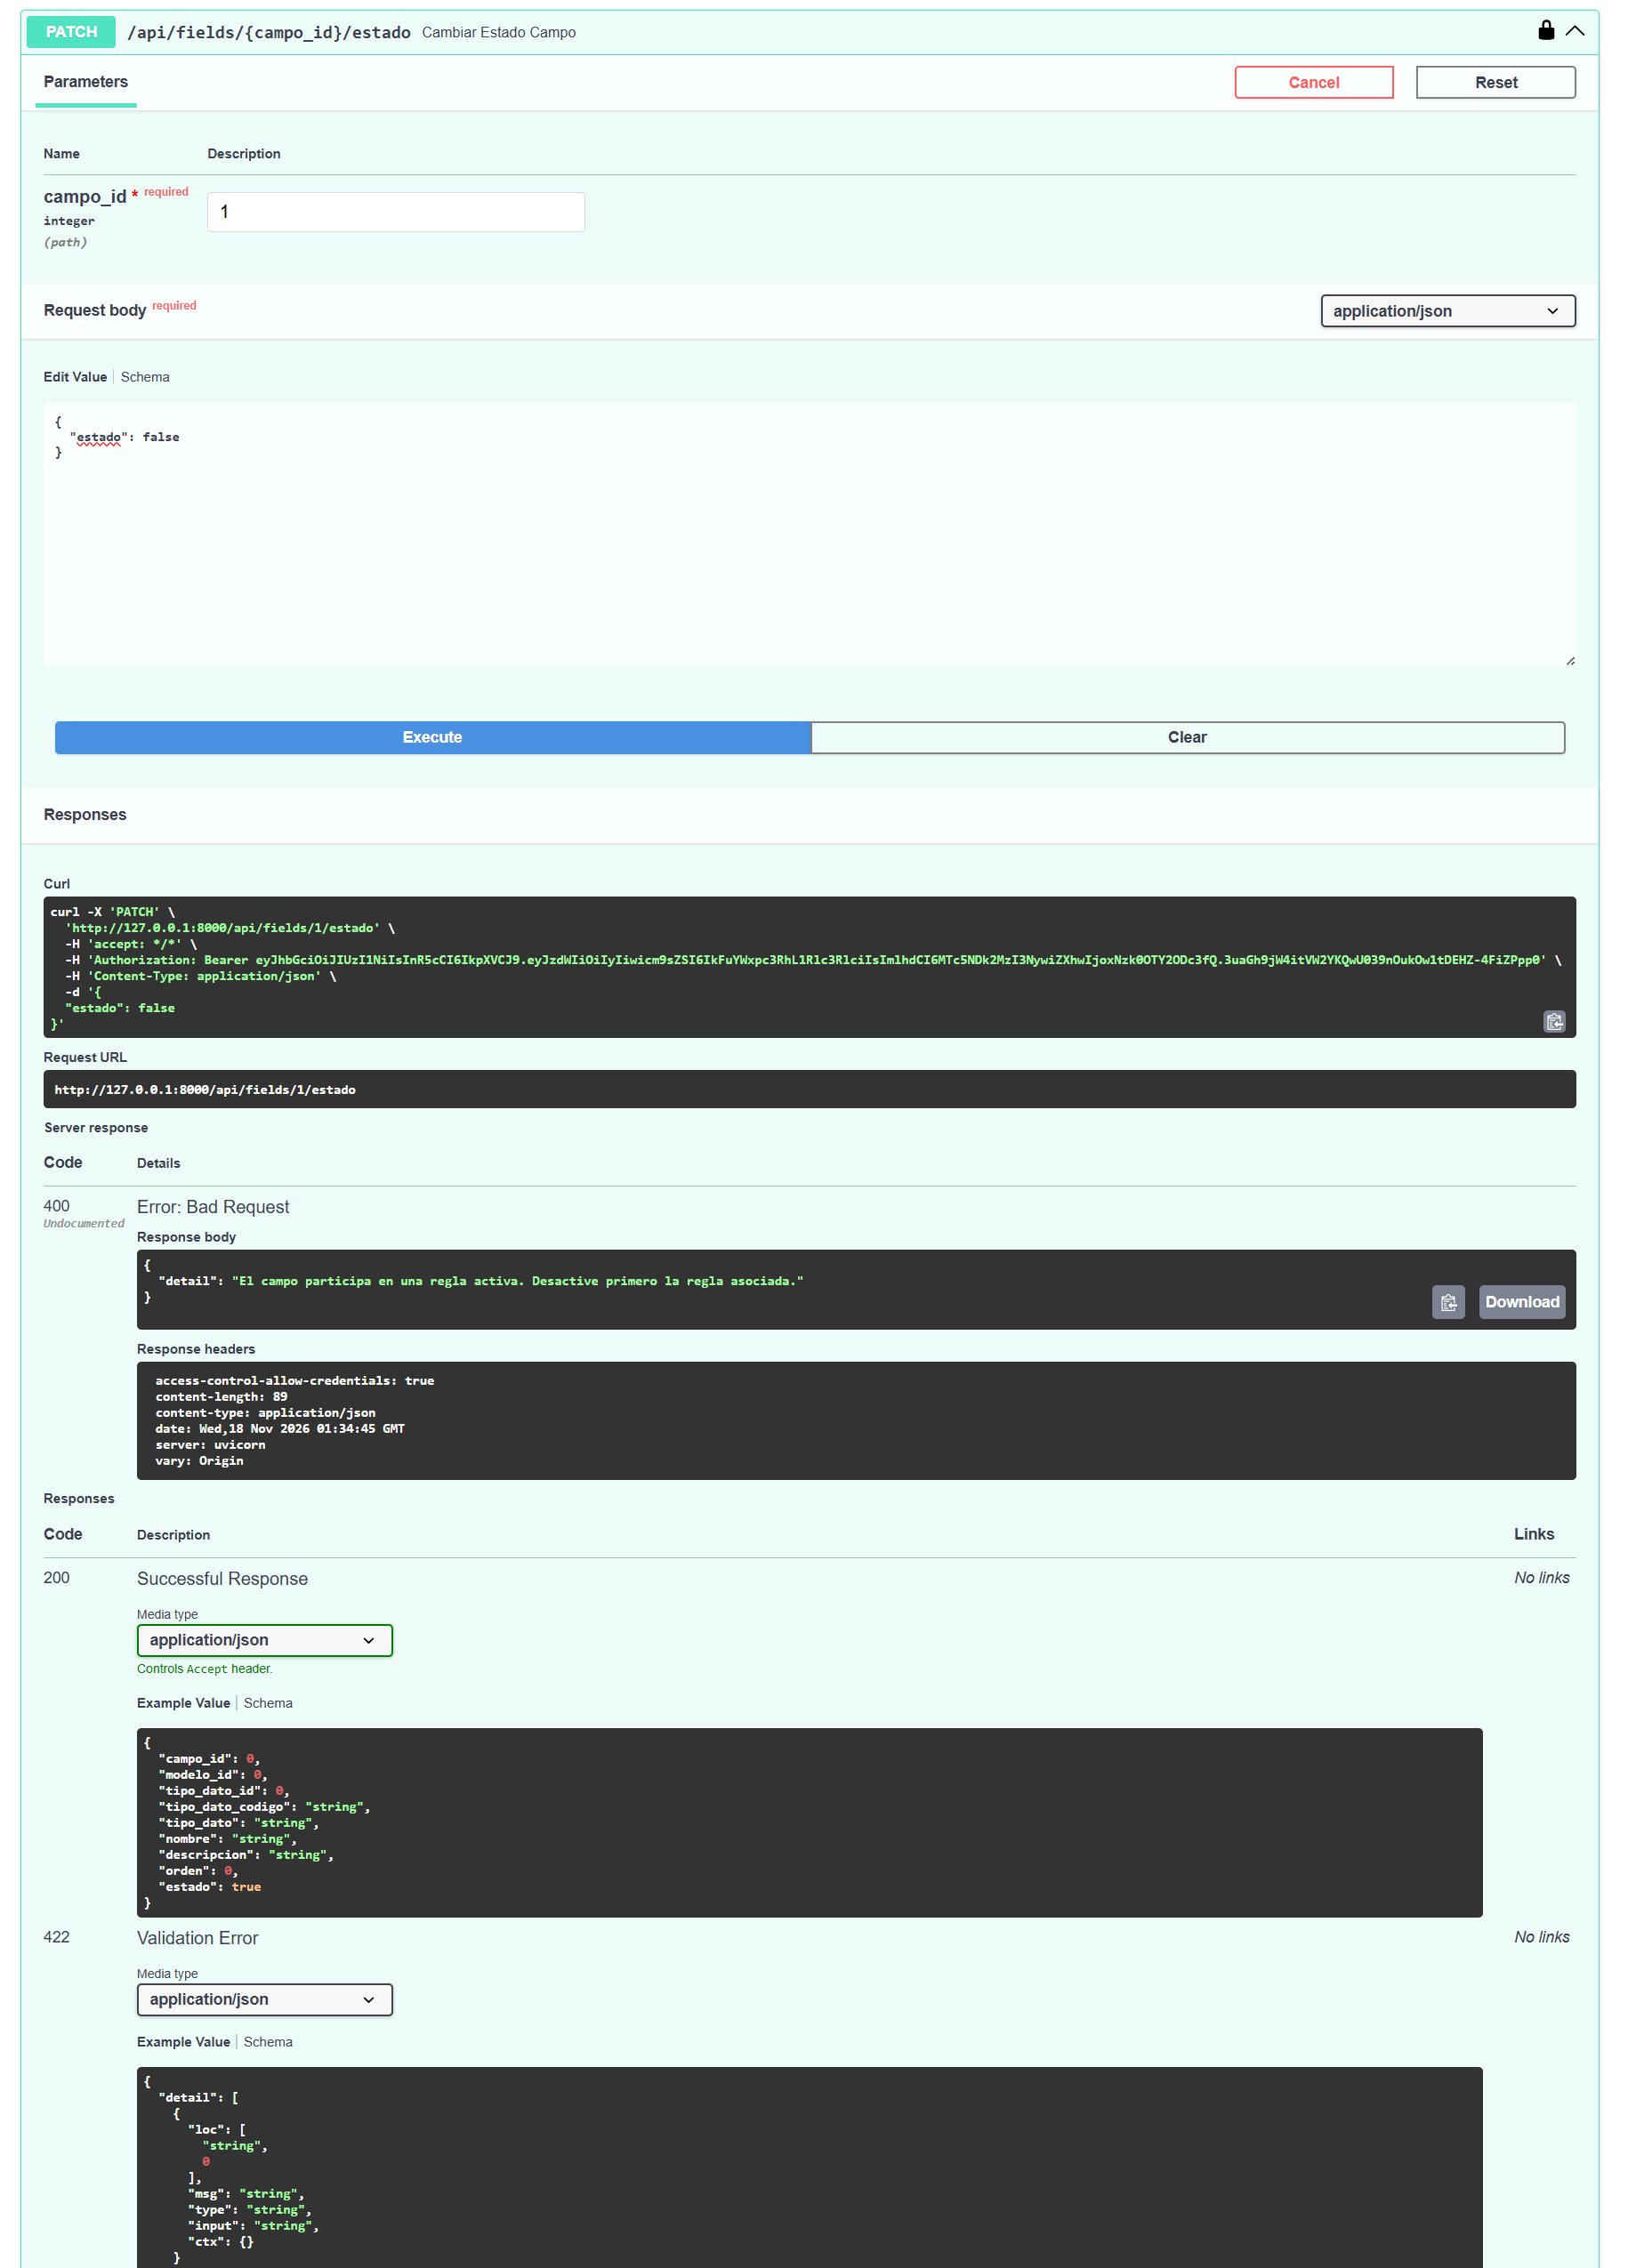 PATCH /api/fields/{campo_id}/estado Cambiar Estado Campo
Parameters
Cancel
Reset
Name Description
campo_id * required
integer
(path)
1
Request body required
application/json
Edit Value | Schema
{
  "estado": false
}
Execute
Clear
Responses
Curl
curl -X 'PATCH' \
  'http://127.0.0.1:8000/api/fields/1/estado' \
  -H 'accept: */*' \
  -H 'Authorization: Bearer eyJhbGciOiJIUzI1NiIsInR5cCI6IkpXVCJ9.eyJzdWIiOiIyIiwicm9sZSI6IkFuYWxpc3RhL1Rlc3RlciIsImlhdCI6MTc5NDk2MzI3NywiZXhwIjoxNzk0OTY2ODc3fQ.3uaGh9jW4itVW2YKQwU039nOukOw1tDEHZ-4FiZPpp0' \
  -H 'Content-Type: application/json' \
  -d '{
  "estado": false
}'
Request URL
http://127.0.0.1:8000/api/fields/1/estado
Server response
Code Details
400
Undocumented
Error: Bad Request
Response body
{
  "detail": "El campo participa en una regla activa. Desactive primero la regla asociada."
}
Download
Response headers
access-control-allow-credentials: true
content-length: 89
content-type: application/json
date: Wed,18 Nov 2026 01:34:45 GMT
server: uvicorn
vary: Origin
Responses
Code Description Links
200 Successful Response No links
Media type
application/json
Controls Accept header.
Example Value | Schema
{
  "campo_id": 0,
  "modelo_id": 0,
  "tipo_dato_id": 0,
  "tipo_dato_codigo": "string",
  "tipo_dato": "string",
  "nombre": "string",
  "descripcion": "string",
  "orden": 0,
  "estado": true
}
422 Validation Error No links
Media type
application/json
Example Value | Schema
{
  "detail": [
    {
      "loc": [
        "string",
        0
      ],
      "msg": "string",
      "type": "string",
      "input": "string",
      "ctx": {}
    }